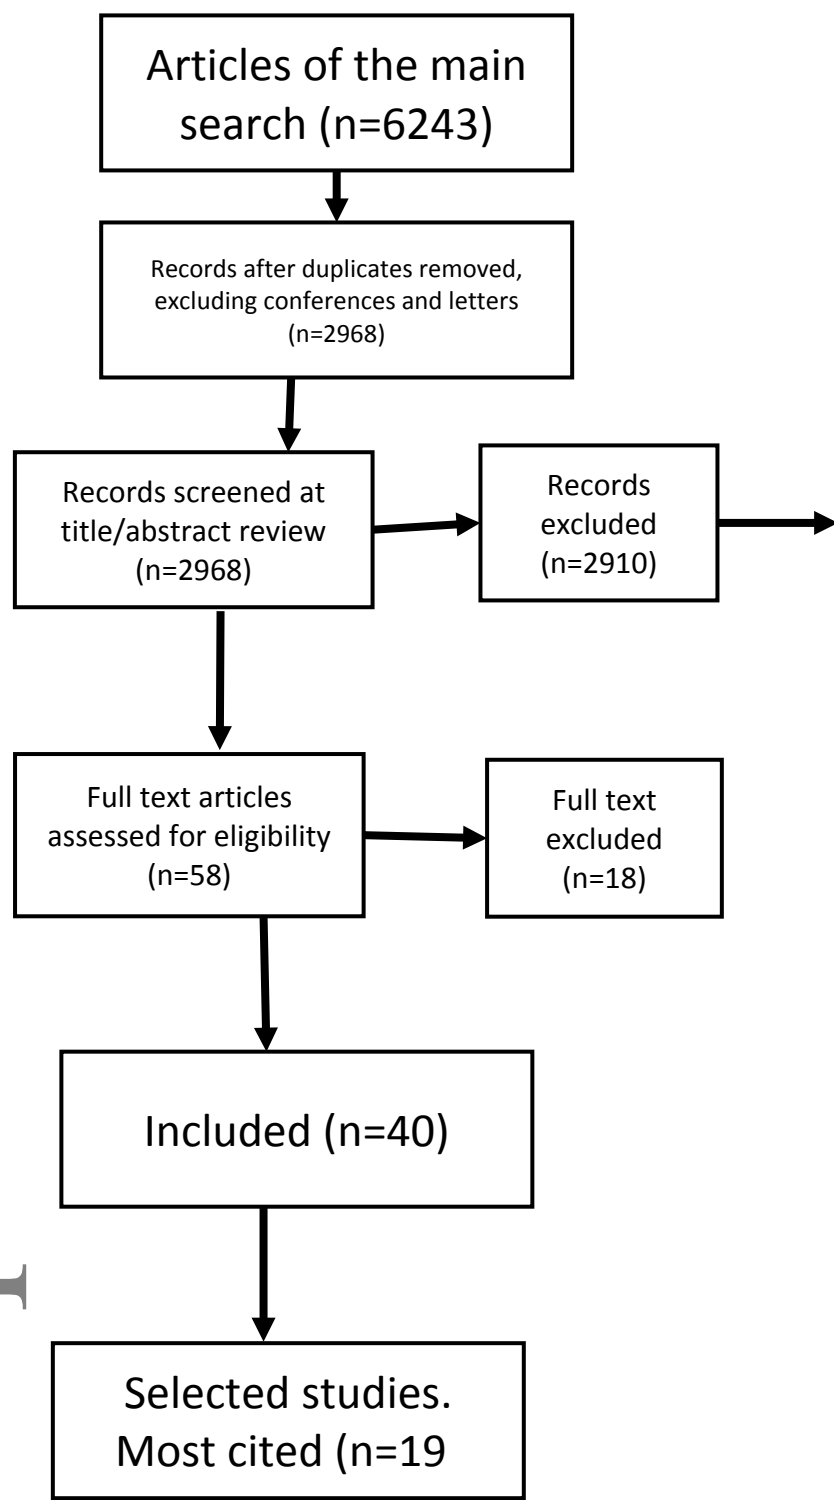 Articles of the main
search (n=6243)
Records after duplicates removed,
excluding conferences and letters
(n=2968)
Records screened at
title/abstract review
(n=2968)
Records
excluded
(n=2910)
Full text articles
assessed for eligibility
(n=58)
Full text
excluded
(n=18)
Included (n=40)
Selected studies.
Most cited (n=19